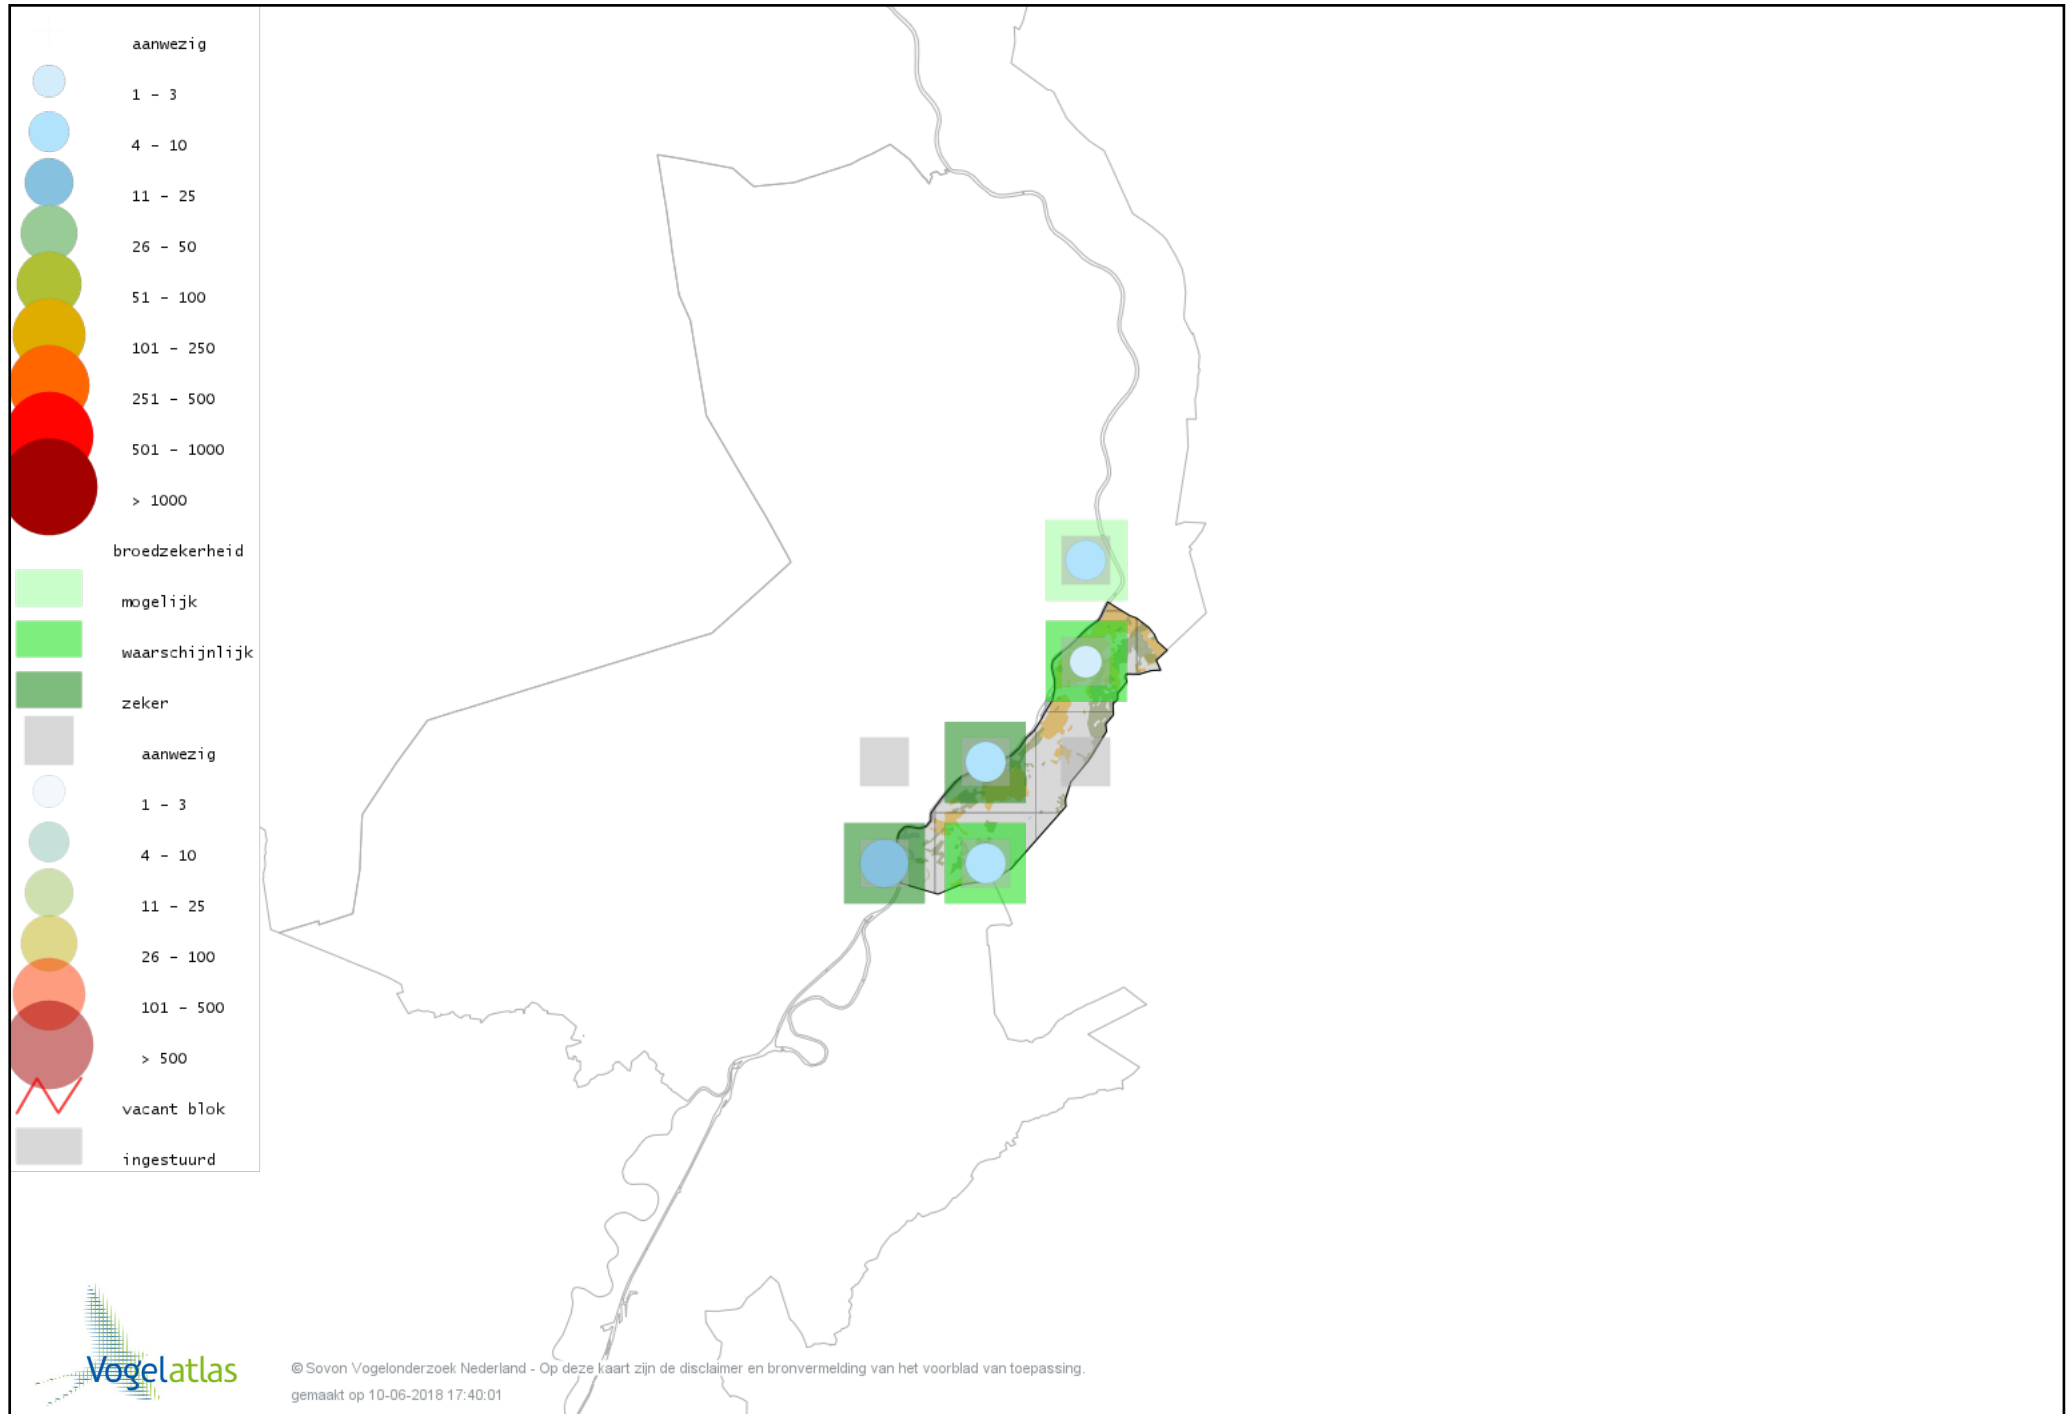 aanwezig
1 - 3
4 - 10
11 - 25
26 - 50
51 - 100
101 - 250
251 - 500
501 - 1000
> 1000
broedzekerheid
mogelijk
waarschijnlijk
zeker
aanwezig
1 - 3
4 - 10
11 - 25
26 - 100
101 - 500
> 500
vacant blok
ingestuurd
Vogelatlas
© Sovon Vogelonderzoek Nederland - Op deze kaart zijn de disclaimer en bronvermelding van het voorblad van toepassing.
gemaakt op 10-06-2018 17:40:01